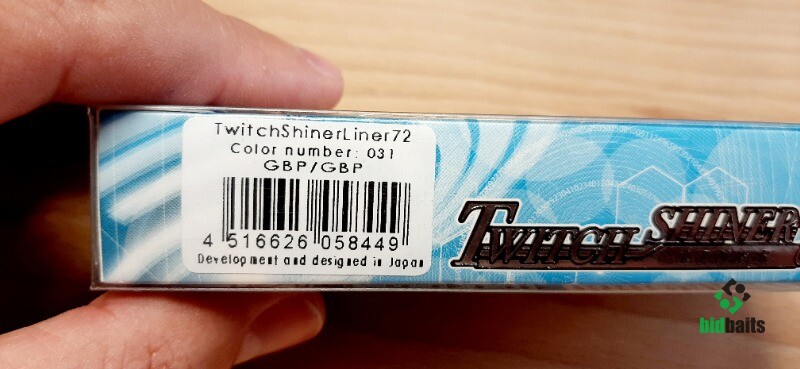 TwitchShinerLiner72
Color number: 031
GBP/GBP
4 516626 058449
Development and designed in Japan
TWITCH SHINER
bidbaits